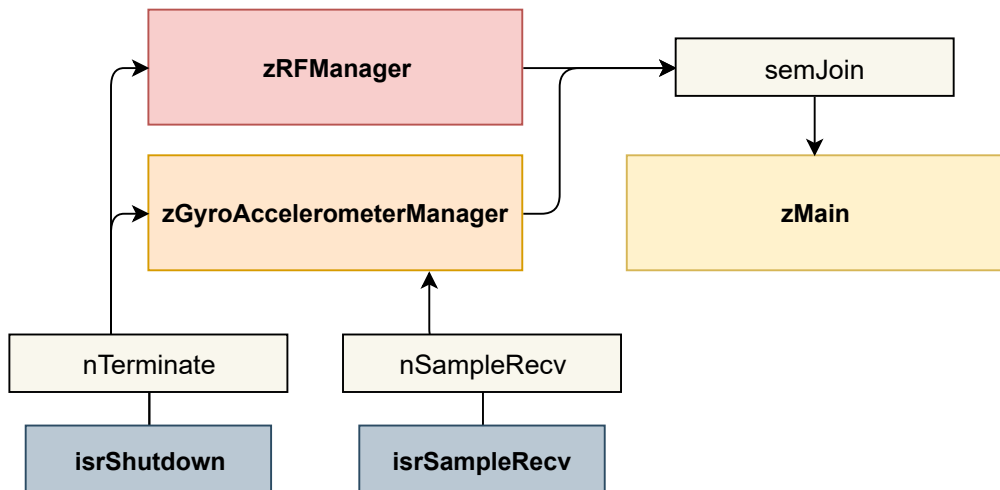 zRFManager
semJoin
zGyroAccelerometerManager
zMain
nTerminate
nSampleRecv
isrShutdown
isrSampleRecv